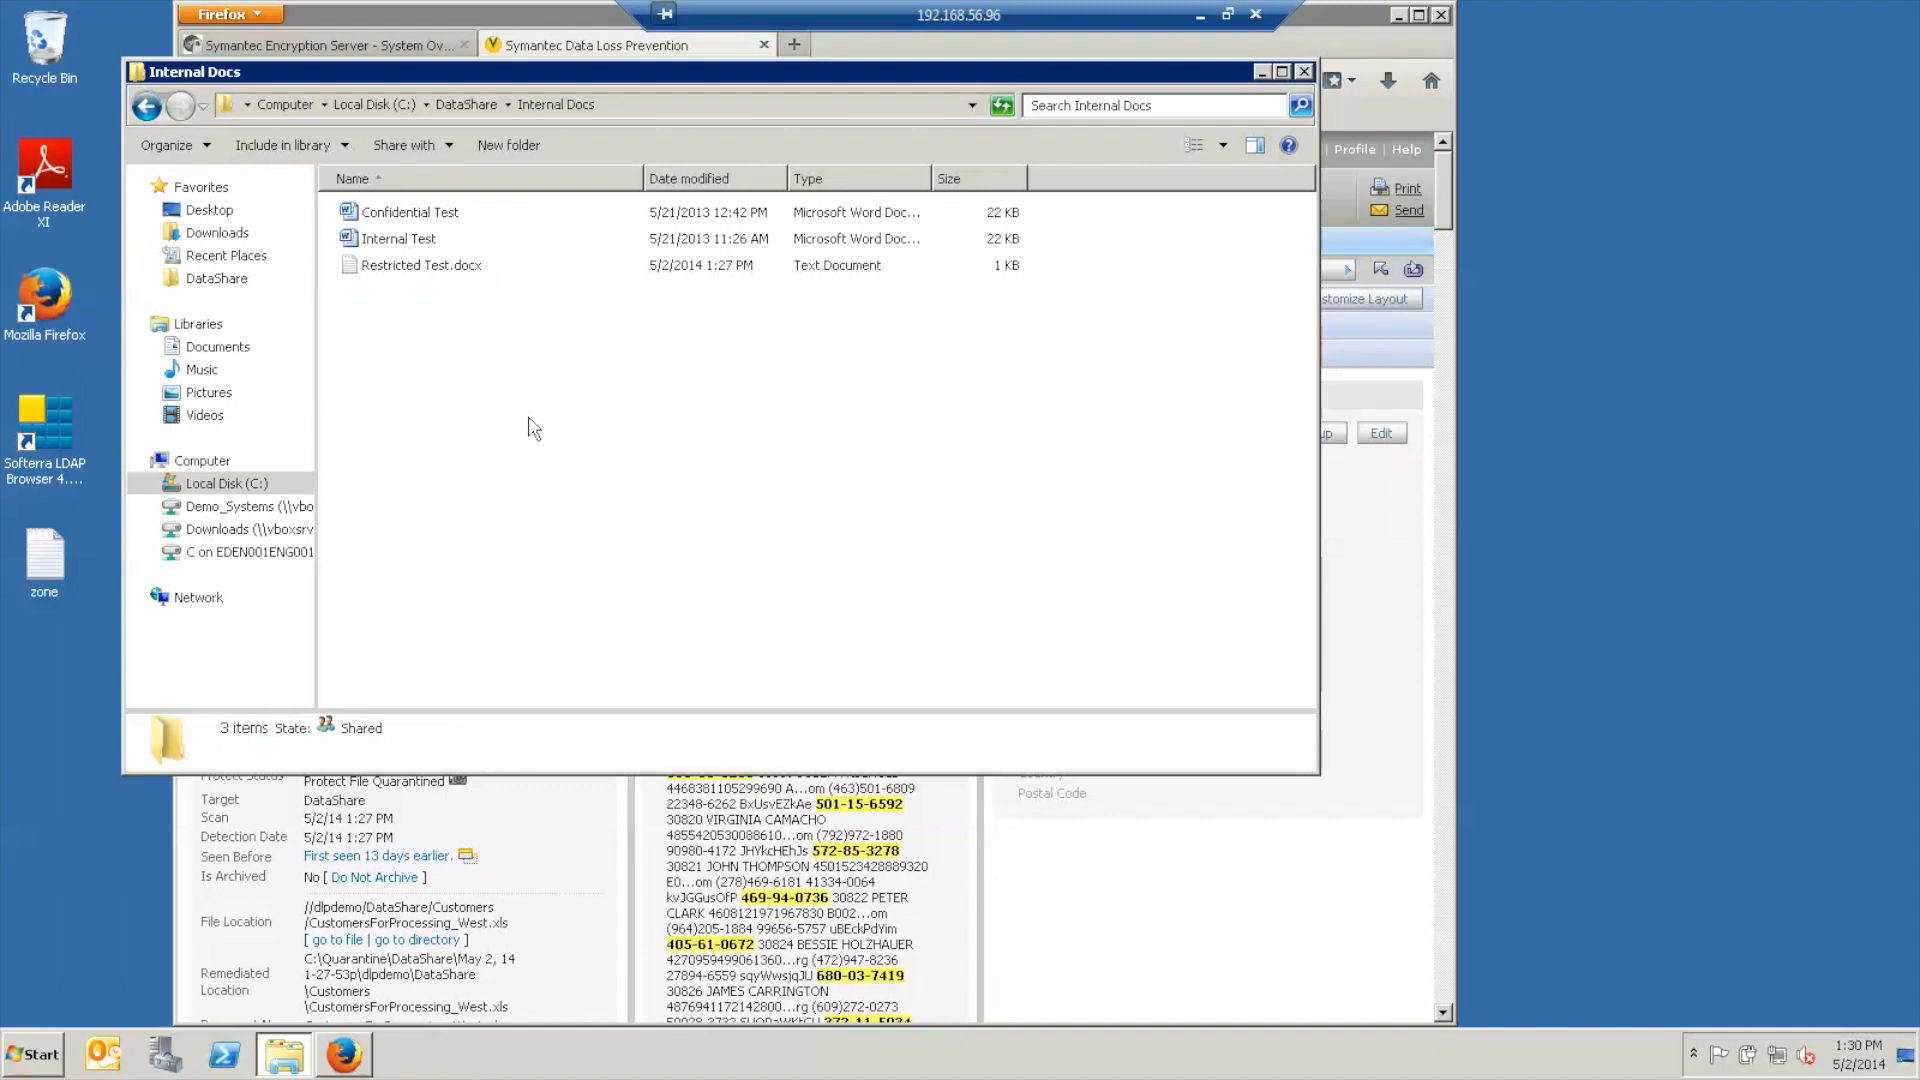 Firefox
192.168.56.96
Recycle Bin
Symantec Encryption Server - System Ov...
Symantec Data Loss Prevention
Internal Docs
Computer
Local Disk (C:)
DataShare
Internal Docs
Search Internal Docs
Organize
Include in library
Share with
New folder
Profile | Help
Print
Send
Name
Date modified
Type
Size
Confidential Test
5/21/2013 12:42 PM
Microsoft Word Doc...
22 KB
Internal Test
5/21/2013 11:26 AM
Microsoft Word Doc...
22 KB
Restricted Test.docx
5/2/2014 1:27 PM
Text Document
1 KB
Favorites
Desktop
Downloads
Recent Places
DataShare
Libraries
Documents
Music
Pictures
Videos
Computer
Local Disk (C:)
Demo_Systems (\\vbo
Downloads (\\vboxsrv
C on EDEN001ENG001
Network
Adobe Reader
XI
Mozilla Firefox
Softerra LDAP
Browser 4....
zone
stomize Layout
up
Edit
3 items State: Shared
Protect File Quarantined
Target
DataShare
Scan
5/2/14 1:27 PM
Detection Date
5/2/14 1:27 PM
Seen Before
First seen 13 days earlier.
Is Archived
No [ Do Not Archive ]
File Location
//dlpdemo/DataShare/Customers
/CustomersForProcessing_West.xls
[ go to file | go to directory ]
Remediated
Location
C:\Quarantine\DataShare\May 2, 14
1-27-53p\dlpdemo\DataShare
\Customers
\CustomersForProcessing_West.xls
4468381105299690 A...om (463)501-6809
22348-6262 BxUsvEZkAe 501-15-6592
30820 VIRGINIA CAMACHO
4855420530088610...om (792)972-1880
90980-4172 JHYkcHEhJs 572-85-3278
30821 JOHN THOMPSON 4501523428889320
E0...om (278)469-6181 41334-0064
kvJGGusOfP 469-94-0736 30822 PETER
CLARK 4608121971967830 B002...om
(964)205-1884 99656-5757 uBEckPdYim
405-61-0672 30824 BESSIE HOLZHAUER
4270959499061360...rg (472)947-8236
27894-6559 sqyWwsjqJU 680-03-7419
30826 JAMES CARRINGTON
4876941172142800...rg (609)272-0273
Postal Code
Start
1:30 PM
5/2/2014